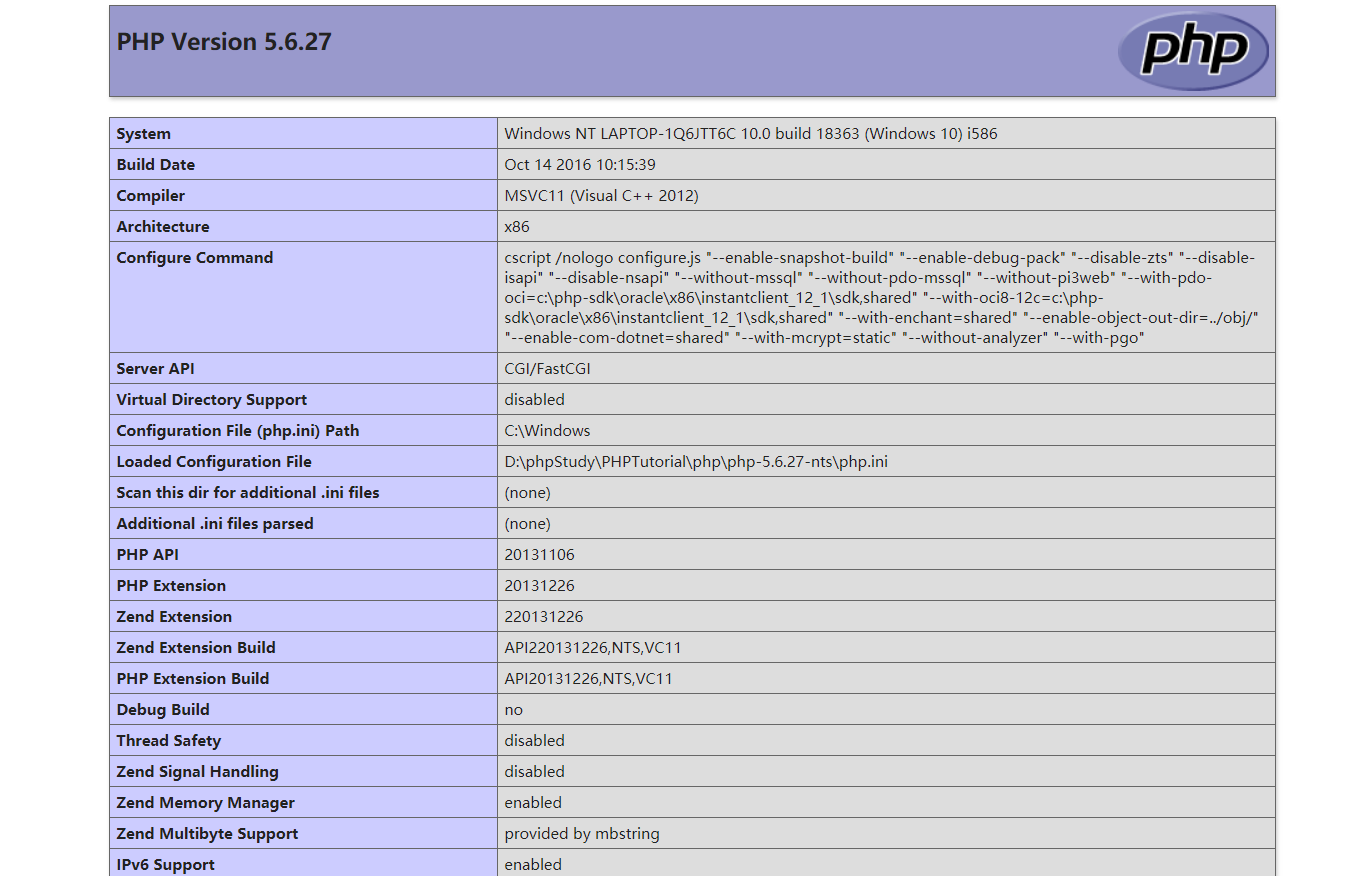 PHP Version 5.6.27
php
System Windows NT LAPTOP-1Q6JTT6C 10.0 build 18363 (Windows 10) i586
Build Date Oct 14 2016 10:15:39
Compiler MSVC11 (Visual C++ 2012)
Architecture x86
Configure Command cscript /nologo configure.js "--enable-snapshot-build" "--enable-debug-pack" "--disable-zts" "--disable-
isapi" "--disable-nsapi" "--without-mssql" "--without-pdo-mssql" "--without-pi3web" "--with-pdo-
oci=c:\php-sdk\oracle\x86\instantclient_12_1\sdk,shared" "--with-oci8-12c=c:\php-
sdk\oracle\x86\instantclient_12_1\sdk,shared" "--with-enchant=shared" "--enable-object-out-dir=../obj/"
"--enable-com-dotnet=shared" "--with-mcrypt=static" "--without-analyzer" "--with-pgo"
Server API CGI/FastCGI
Virtual Directory Support disabled
Configuration File (php.ini) Path C:\Windows
Loaded Configuration File D:\phpStudy\PHPTutorial\php\php-5.6.27-nts\php.ini
Scan this dir for additional .ini files (none)
Additional .ini files parsed (none)
PHP API 20131106
PHP Extension 20131226
Zend Extension 220131226
Zend Extension Build API220131226,NTS,VC11
PHP Extension Build API20131226,NTS,VC11
Debug Build no
Thread Safety disabled
Zend Signal Handling disabled
Zend Memory Manager enabled
Zend Multibyte Support provided by mbstring
IPv6 Support enabled